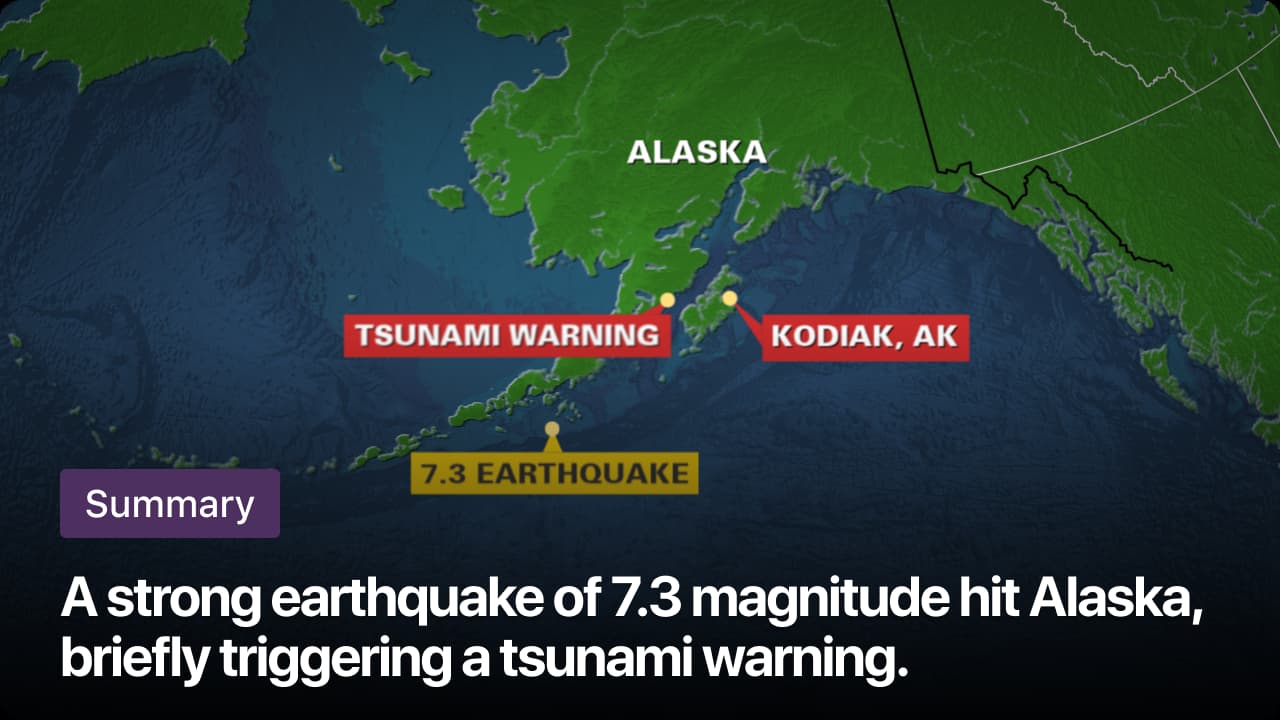 ALASKA
TSUNAMI WARNING
KODIAK, AK
7.3 EARTHQUAKE
Summary
A strong earthquake of 7.3 magnitude hit Alaska,
briefly triggering a tsunami warning.